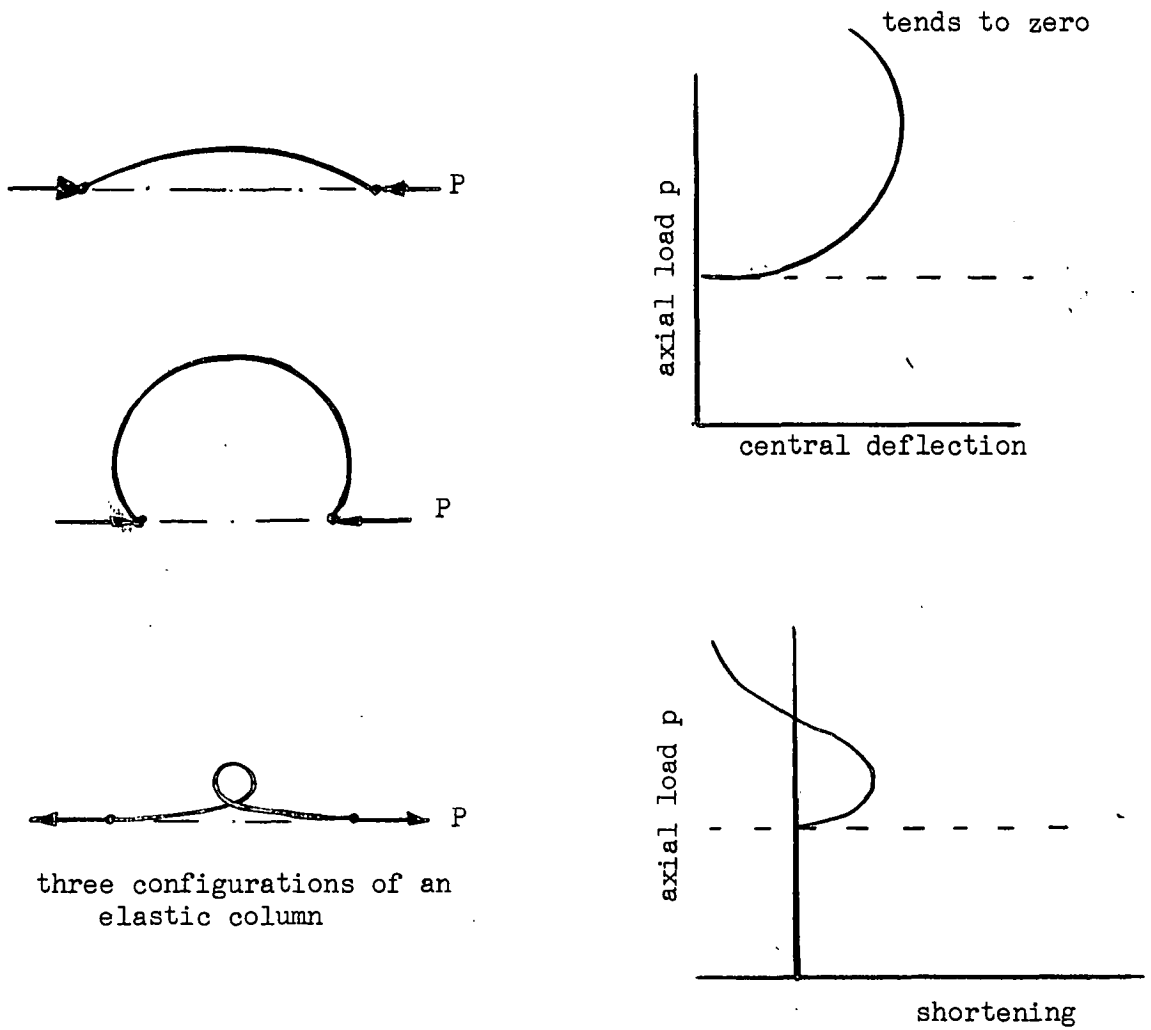 tends to zero
P
axial load p
central deflection
P
P
three configurations of an
elastic column
axial load p
shortening